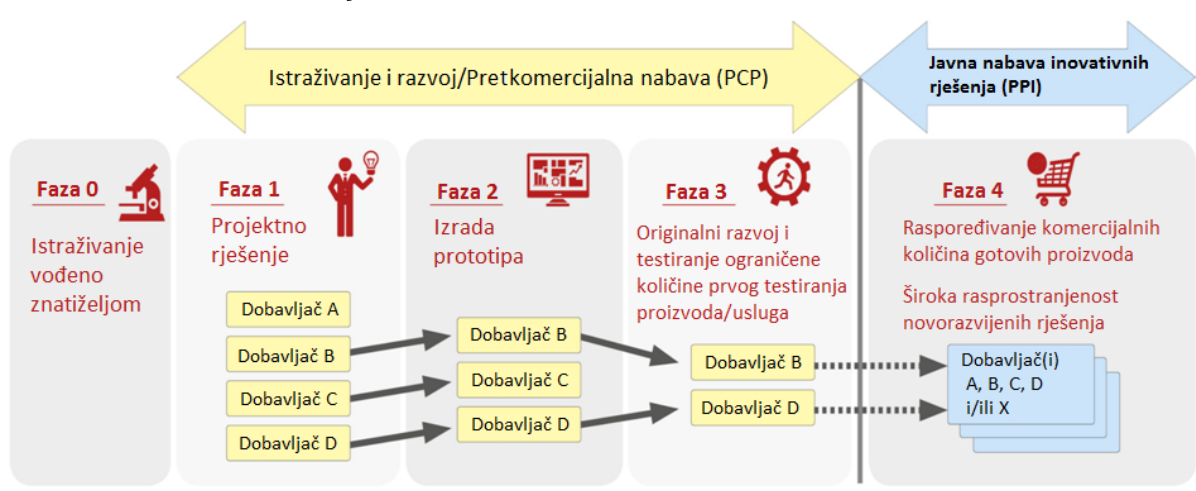 Istraživanje i razvoj/Pretkomercijalna nabava (PCP)
Javna nabava inovativnih
rješenja (PPI)
Faza 0
Istraživanje
vođeno
znatiželjom
Faza 1
Projektno
rješenje
Dobavljač A
Dobavljač B
Dobavljač C
Dobavljač D
Faza 2
Izrada
prototipa
Dobavljač B
Dobavljač C
Dobavljač D
Faza 3
Originalni razvoj i
testiranje ograničene
količine prvog testiranja
proizvoda/usluga
Dobavljač B
Dobavljač D
Faza 4
Raspoređivanje komercijalnih
količina gotovih proizvoda
Široka rasprostranjenost
novorazvijenih rješenja
Dobavljač(i)
A, B, C, D
i/ili X